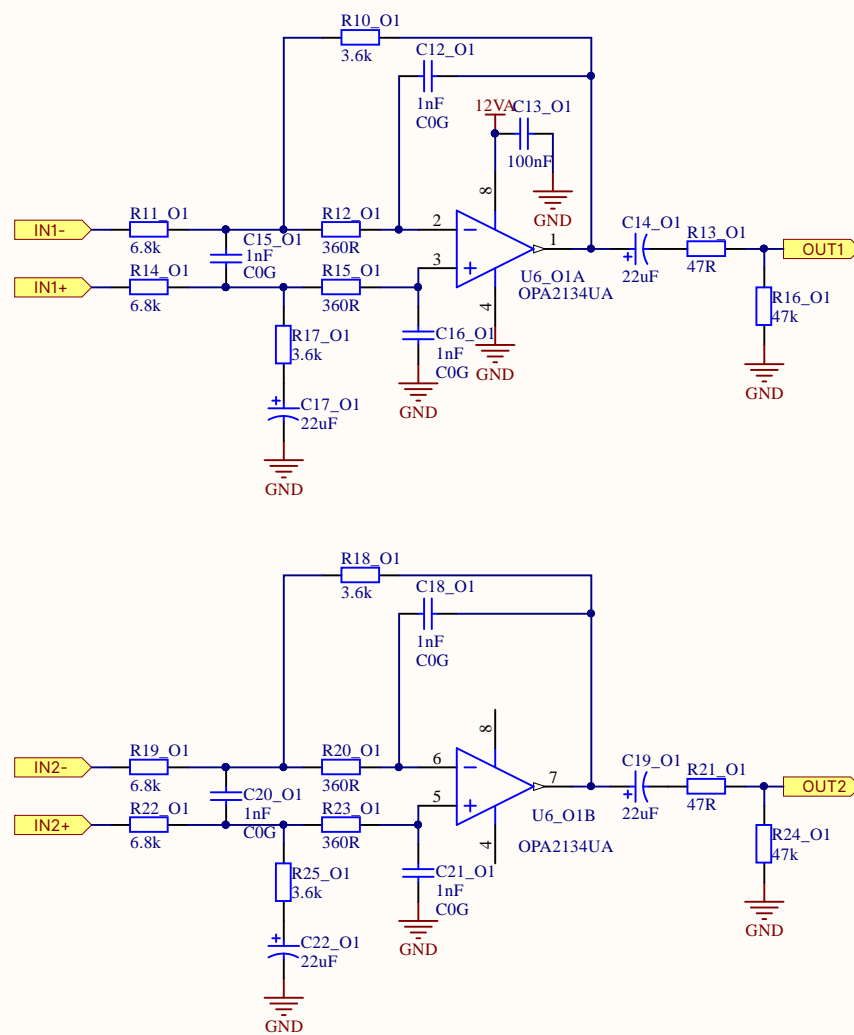 R10_O1
3.6k
C12_O1
1nF
C0G
12VA
C13_O1
100nF
GND
8
IN1-
R11_O1
6.8k
C15_O1
1nF
C0G
R12_O1
360R
2
1
C14_O1
22uF
R13_O1
47R
OUT1
IN1+
R14_O1
6.8k
R15_O1
360R
3
4
U6_O1A
OPA2134UA
R16_O1
47k
GND
R17_O1
3.6k
C16_O1
1nF
C0G
GND
GND
C17_O1
22uF
GND
R18_O1
3.6k
C18_O1
1nF
C0G
8
IN2-
R19_O1
6.8k
C20_O1
1nF
C0G
R20_O1
360R
6
7
C19_O1
22uF
R21_O1
47R
OUT2
IN2+
R22_O1
6.8k
R23_O1
360R
5
4
U6_O1B
OPA2134UA
R24_O1
47k
GND
R25_O1
3.6k
C21_O1
1nF
C0G
GND
C22_O1
22uF
GND